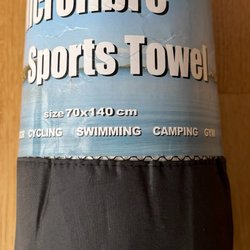 Sports Towel
size 70x140 cm
CYCLING SWIMMING CAMPING GYM